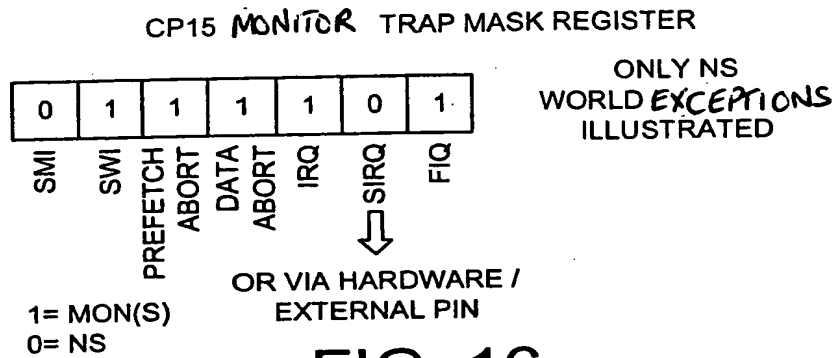 CP15 MONITOR TRAP MASK REGISTER
ONLY NS
WORLD EXCEPTIONS
ILLUSTRATED
0 1 1 1 1 0 1
SMI
SWI
PREFETCH
ABORT
DATA
ABORT
IRQ
SIRQ
FIQ
OR VIA HARDWARE /
EXTERNAL PIN
1= MON(S)
0= NS